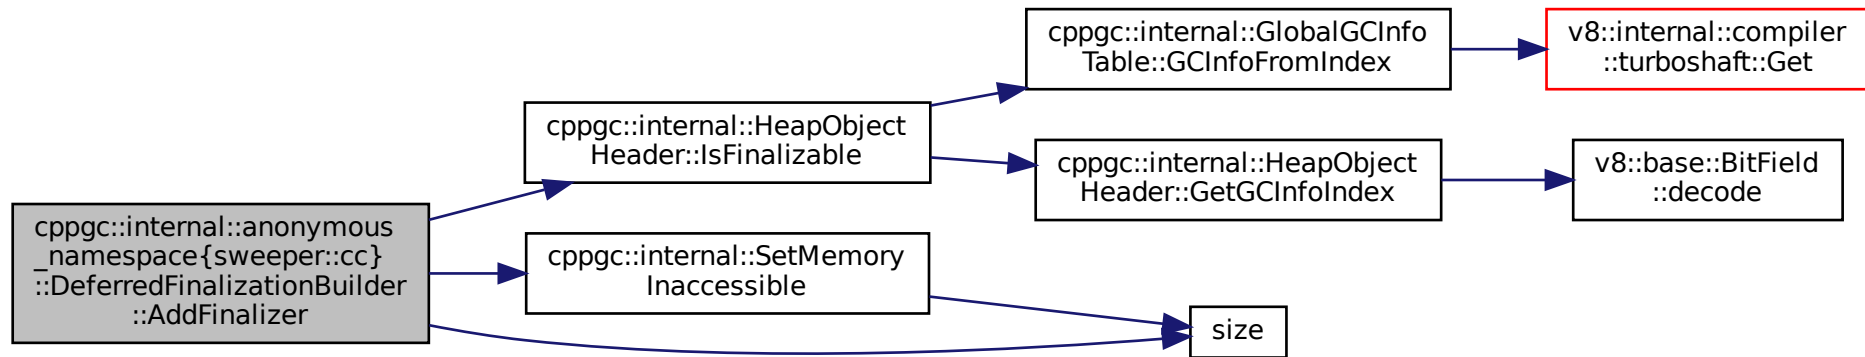 cppgc::internal::GlobalGCInfo
Table::GCInfoFromIndex
v8::internal::compiler
::turboshaft::Get
cppgc::internal::HeapObject
Header::IsFinalizable
cppgc::internal::HeapObject
Header::GetGCInfoIndex
v8::base::BitField
::decode
cppgc::internal::anonymous
_namespace{sweeper::cc}
::DeferredFinalizationBuilder
::AddFinalizer
cppgc::internal::SetMemory
Inaccessible
size